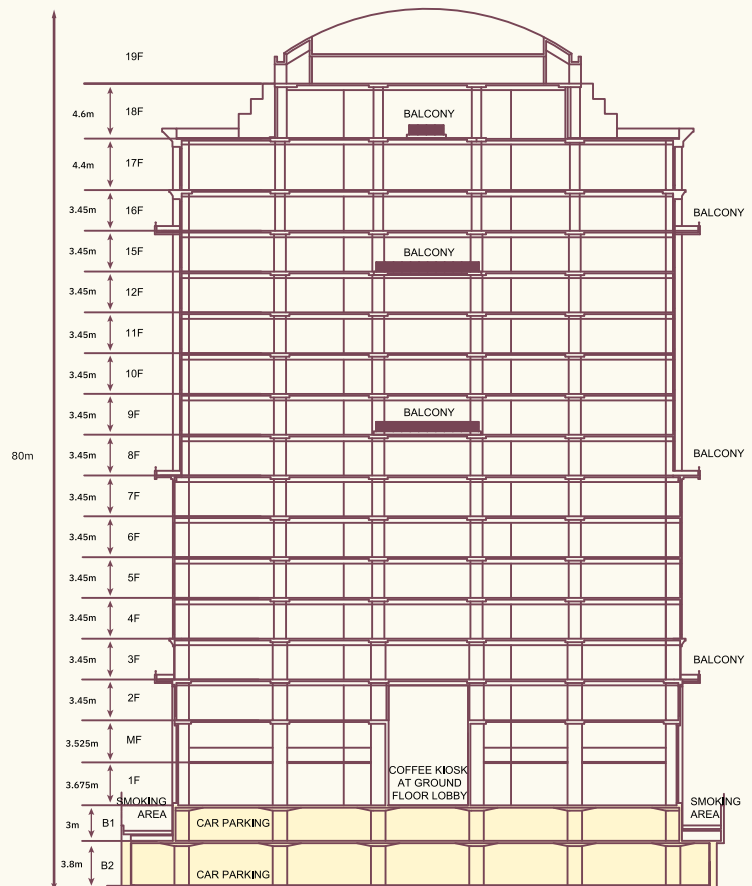 19F
4.6m 18F BALCONY
4.4m 17F
3.45m 16F BALCONY
3.45m 15F BALCONY
3.45m 12F
3.45m 11F
3.45m 10F
3.45m 9F BALCONY
80m 3.45m 8F BALCONY
3.45m 7F
3.45m 6F
3.45m 5F
3.45m 4F
3.45m 3F BALCONY
3.45m 2F
3.525m MF
3.675m 1F
COFFEE KIOSK
AT GROUND
FLOOR LOBBY
SMOKING
AREA
SMOKING
AREA
3m B1 CAR PARKING
3.8m B2 CAR PARKING